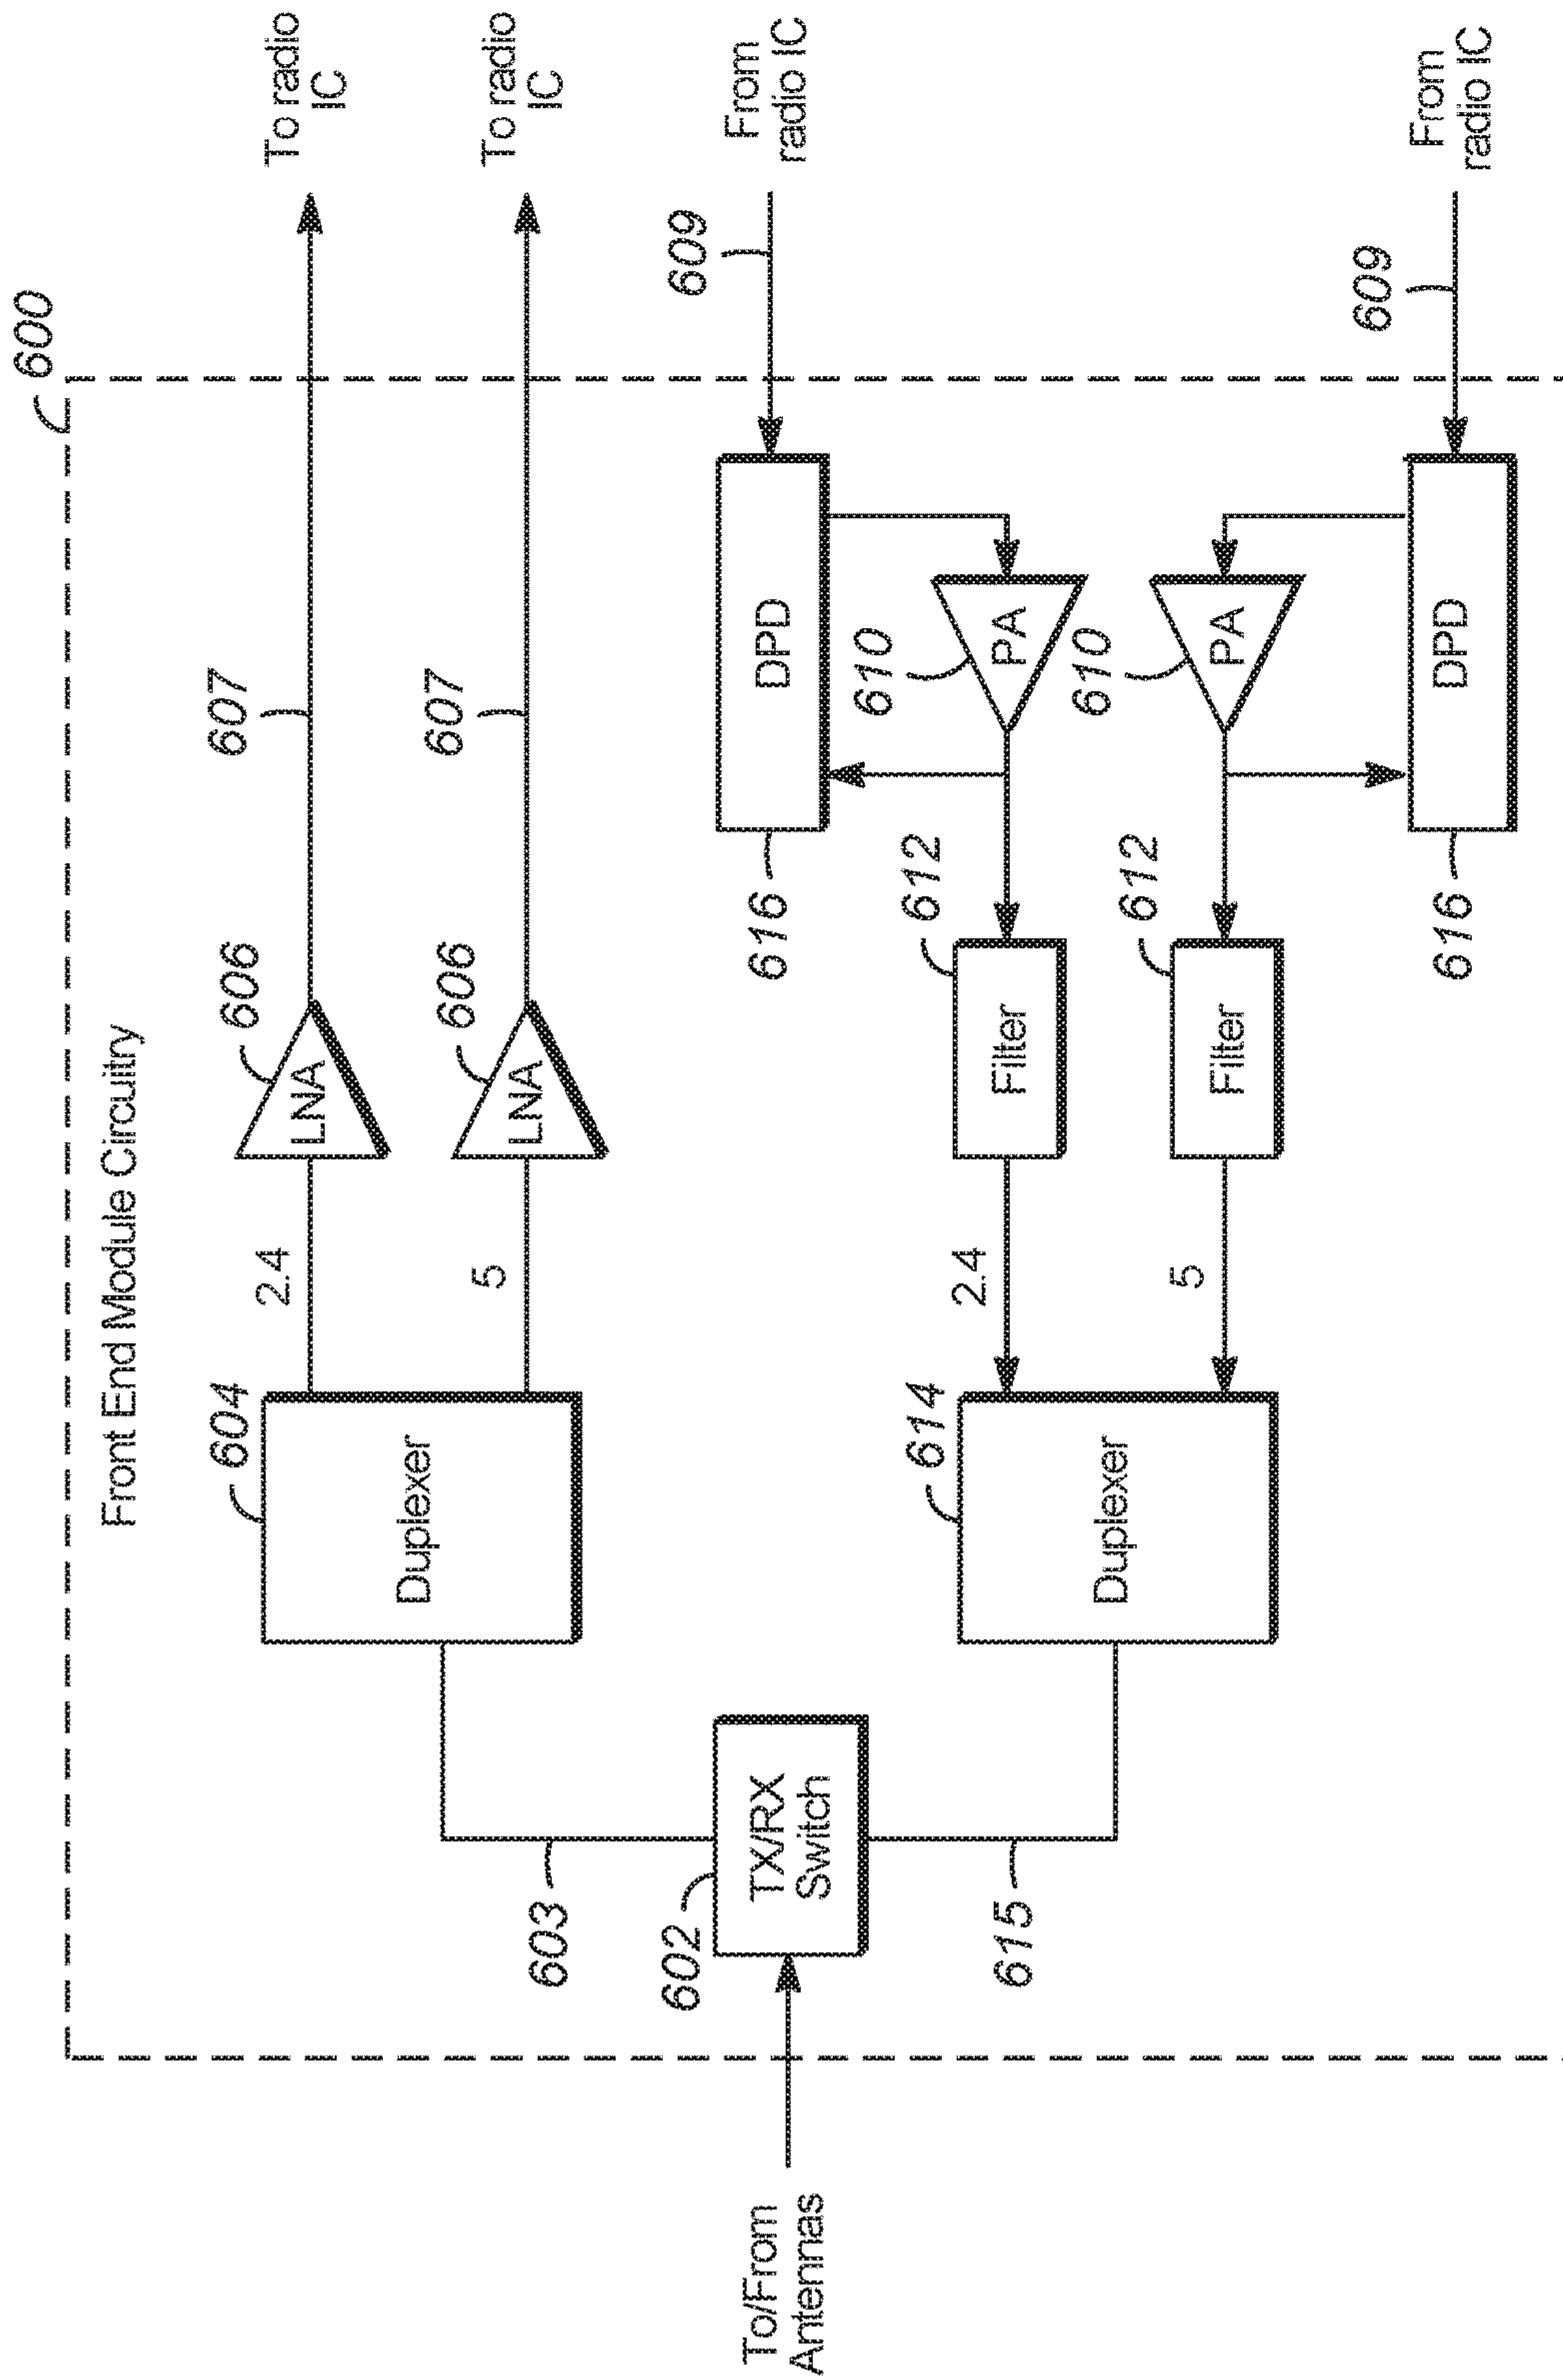 600
Front End Module Circuitry
604
606
607
To radio
IC
2.4
LNA
Duplexer
606
607
To radio
IC
5
LNA
603
602
TX/RX
Switch
To/From
Antennas
615
616
DPD
609
From
radio IC
614
612
610
2.4
Filter
PA
Duplexer
612
610
5
Filter
PA
616
DPD
609
From
radio IC